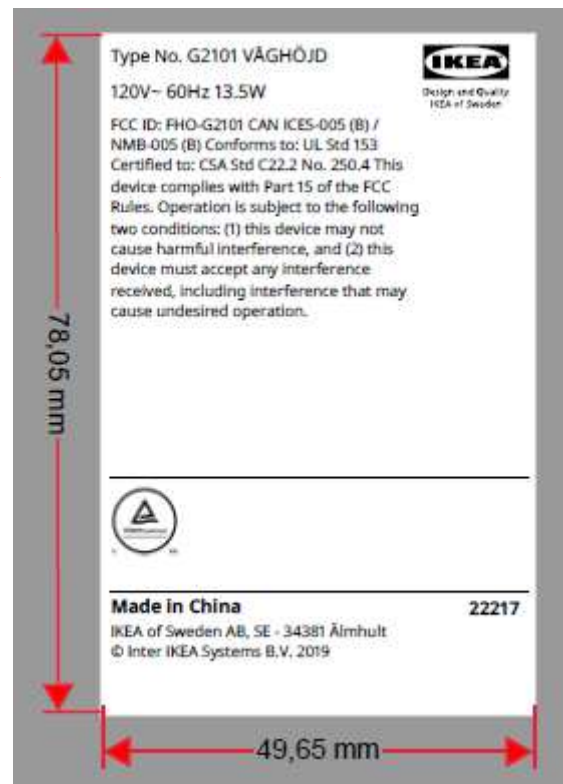 Type No. G2101 VÅGHÖJD
IKEA
Design and Quality
IKEA of Sweden
120V~ 60Hz 13.5W
FCC ID: FHO-G2101 CAN ICES-005 (B) /
NMB-005 (B) Conforms to: UL Std 153
Certified to: CSA Std C22.2 No. 250.4 This
device complies with Part 15 of the FCC
Rules. Operation is subject to the following
two conditions: (1) this device may not
cause harmful interference, and (2) this
device must accept any interference
received, including interference that may
cause undesired operation.
78,05 mm
Made in China 22217
IKEA of Sweden AB, SE - 34381 Älmhult
© Inter IKEA Systems B.V. 2019
49,65 mm